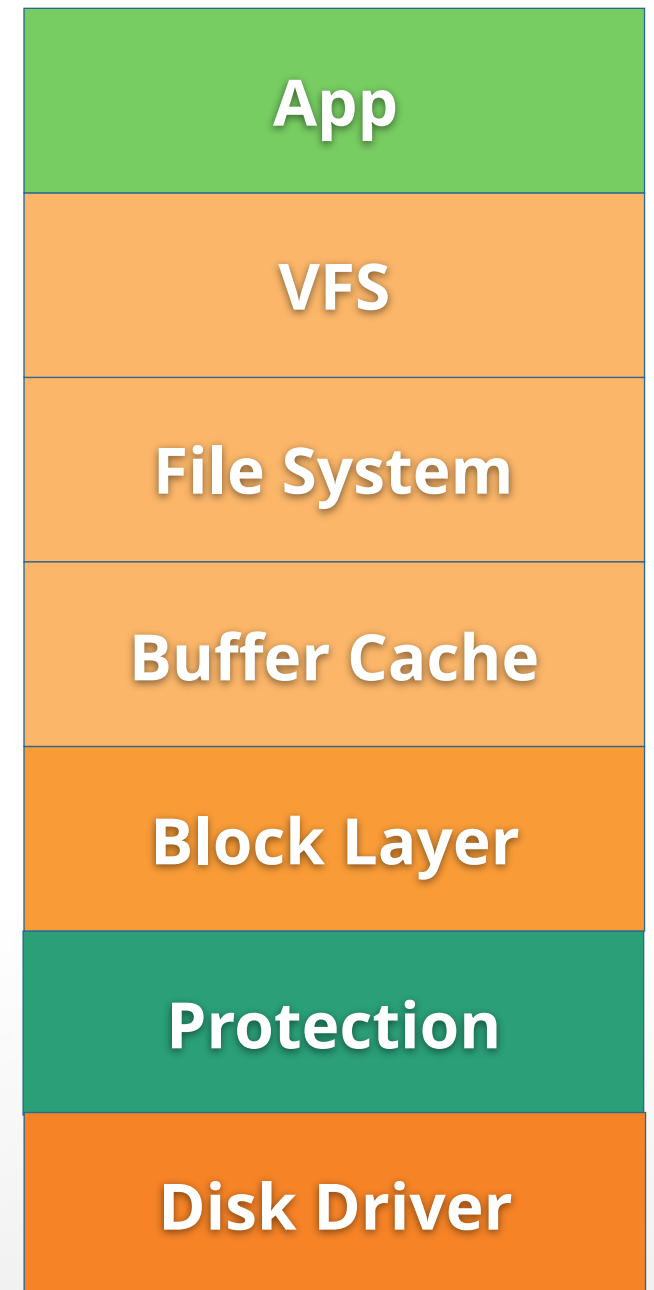 App
VFS
File System
Buffer Cache
Block Layer
Protection
Disk Driver